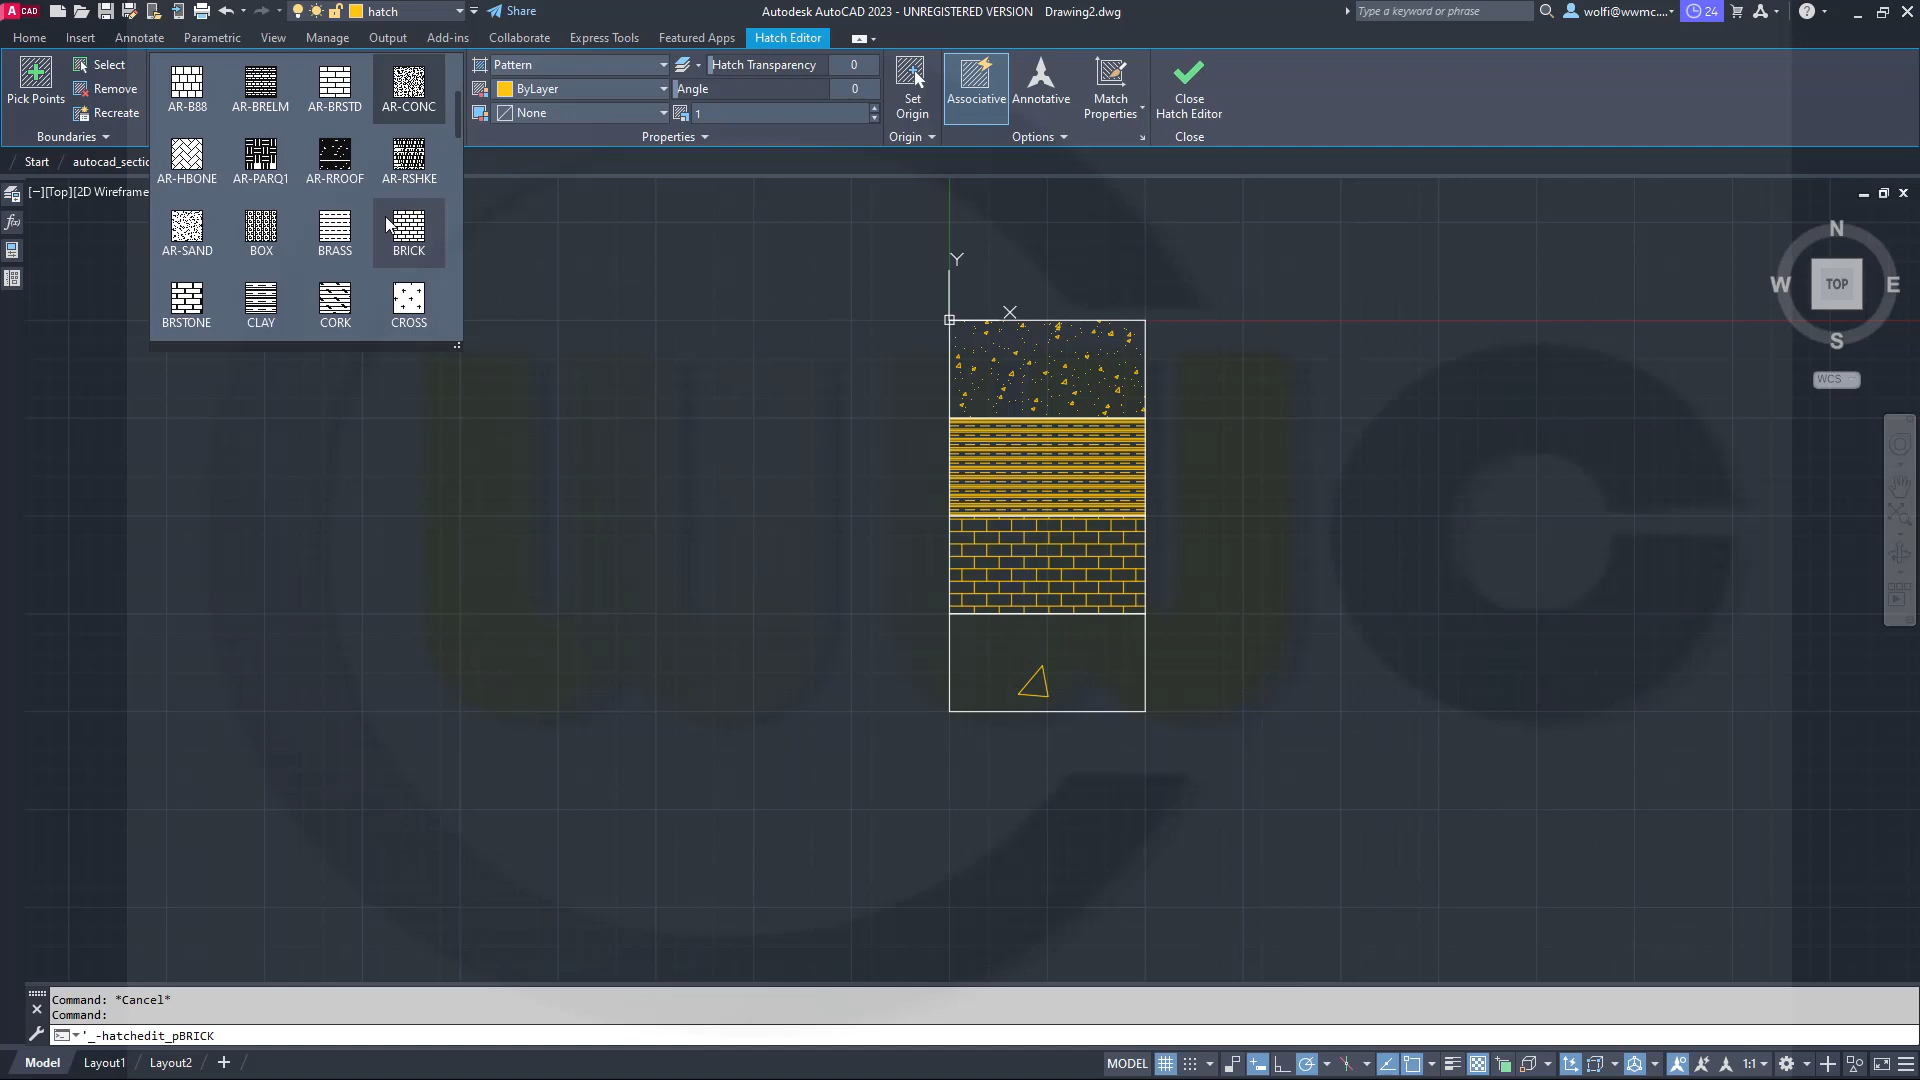 CAD
hatch
Share
Autodesk AutoCAD 2023 - UNREGISTERED VERSION Drawing2.dwg
Type a keyword or phrase
wolfi@wwmc....
24
Home Insert Annotate Parametric View Manage Output Add-ins Collaborate Express Tools Featured Apps Hatch Editor
Pick Points
Select
Remove
Recreate
Boundaries
AR-B88 AR-BRELM AR-BRSTD AR-CONC
AR-HBONE AR-PARQ1 AR-RROOF AR-RSHKE
AR-SAND BOX BRASS BRICK
BRSTONE CLAY CORK CROSS
Pattern
ByLayer
None
Hatch Transparency 0
Angle 0
1
Properties
Set
Origin
Origin
Associative
Annotative
Match
Properties
Options
Close
Hatch Editor
Close
Start autocad_sectio
[−][Top][2D Wireframe
Y
X
N
W TOP E
S
WCS
Command: *Cancel*
Command:
'_-hatchedit_pBRICK
Model Layout1 Layout2 +
MODEL
1:1